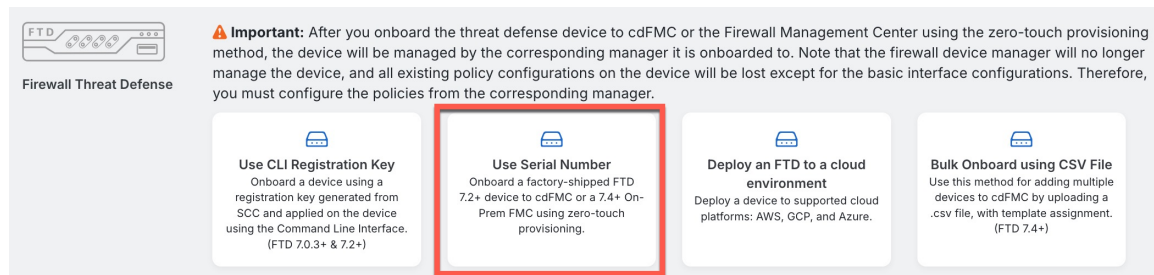 FTD
Firewall Threat Defense
Important: After you onboard the threat defense device to cdFMC or the Firewall Management Center using the zero-touch provisioning
method, the device will be managed by the corresponding manager it is onboarded to. Note that the firewall device manager will no longer
manage the device, and all existing policy configurations on the device will be lost except for the basic interface configurations. Therefore,
you must configure the policies from the corresponding manager.
Use CLI Registration Key
Onboard a device using a
registration key generated from
SCC and applied on the device
using the Command Line Interface.
(FTD 7.0.3+ & 7.2+)
Use Serial Number
Onboard a factory-shipped FTD
7.2+ device to cdFMC or a 7.4+ On-
Prem FMC using zero-touch
provisioning.
Deploy an FTD to a cloud
environment
Deploy a device to supported cloud
platforms: AWS, GCP, and Azure.
Bulk Onboard using CSV File
Use this method for adding multiple
devices to cdFMC by uploading a
.csv file, with template assignment.
(FTD 7.4+)